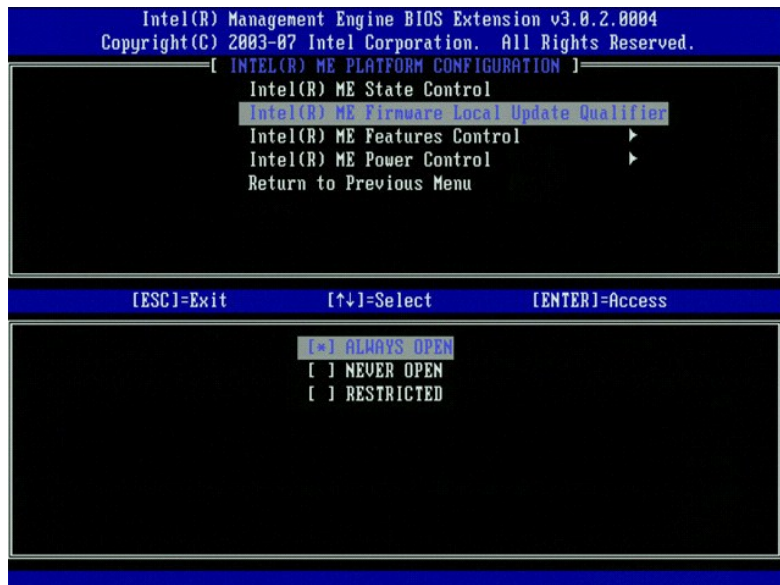 Intel(R) Management Engine BIOS Extension v3.0.2.0004
Copyright(C) 2003-07 Intel Corporation. All Rights Reserved.
[ INTEL(R) ME PLATFORM CONFIGURATION ]
Intel(R) ME State Control
Intel(R) ME Firmware Local Update Qualifier
Intel(R) ME Features Control ►
Intel(R) ME Power Control ►
Return to Previous Menu
[ESC]=Exit [↑↓]=Select [ENTER]=Access
[*] ALWAYS OPEN
[ ] NEVER OPEN
[ ] RESTRICTED